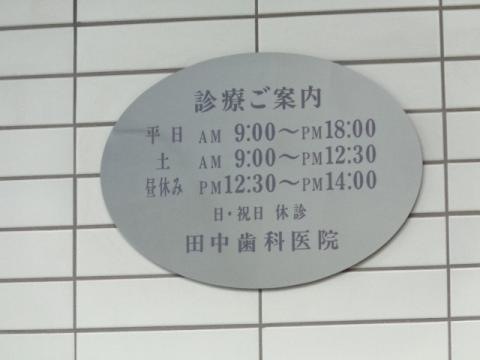 診療ご案内
平日 AM 9:00～PM18:00
土 AM 9:00～PM12:30
昼休み PM12:30～PM14:00
日・祝日 休診
田中歯科医院